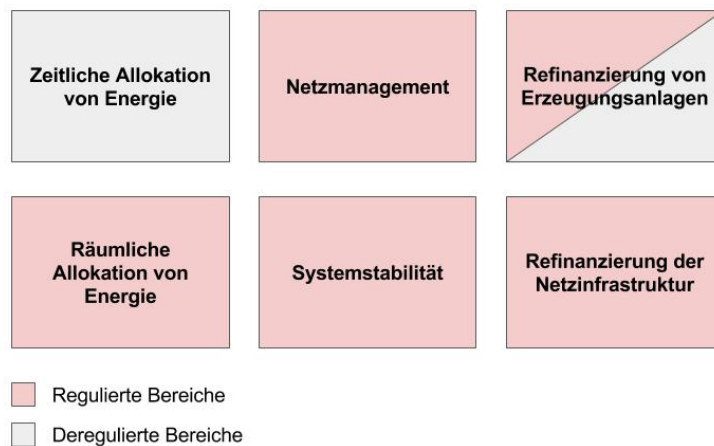 Zeitliche Allokation
von Energie
Netzmanagement
Refinanzierung von
Erzeugungsanlagen
Räumliche
Allokation von
Energie
Systemstabilität
Refinanzierung der
Netzinfrastruktur
Regulierte Bereiche
Deregulierte Bereiche